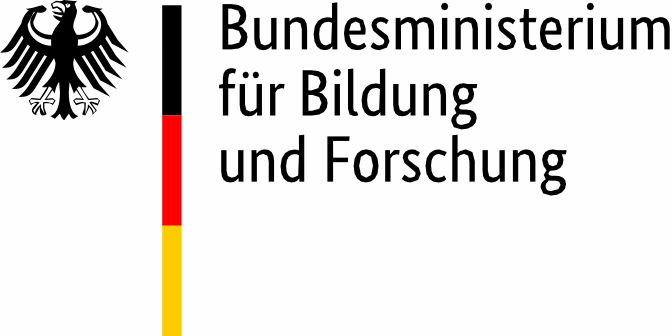 Bundesministerium
für Bildung
und Forschung